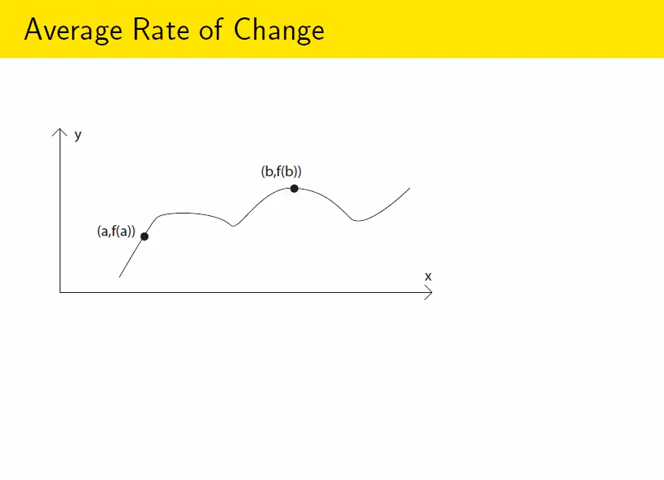 Average Rate of Change
y
(b,f(b))
(a,f(a))
x